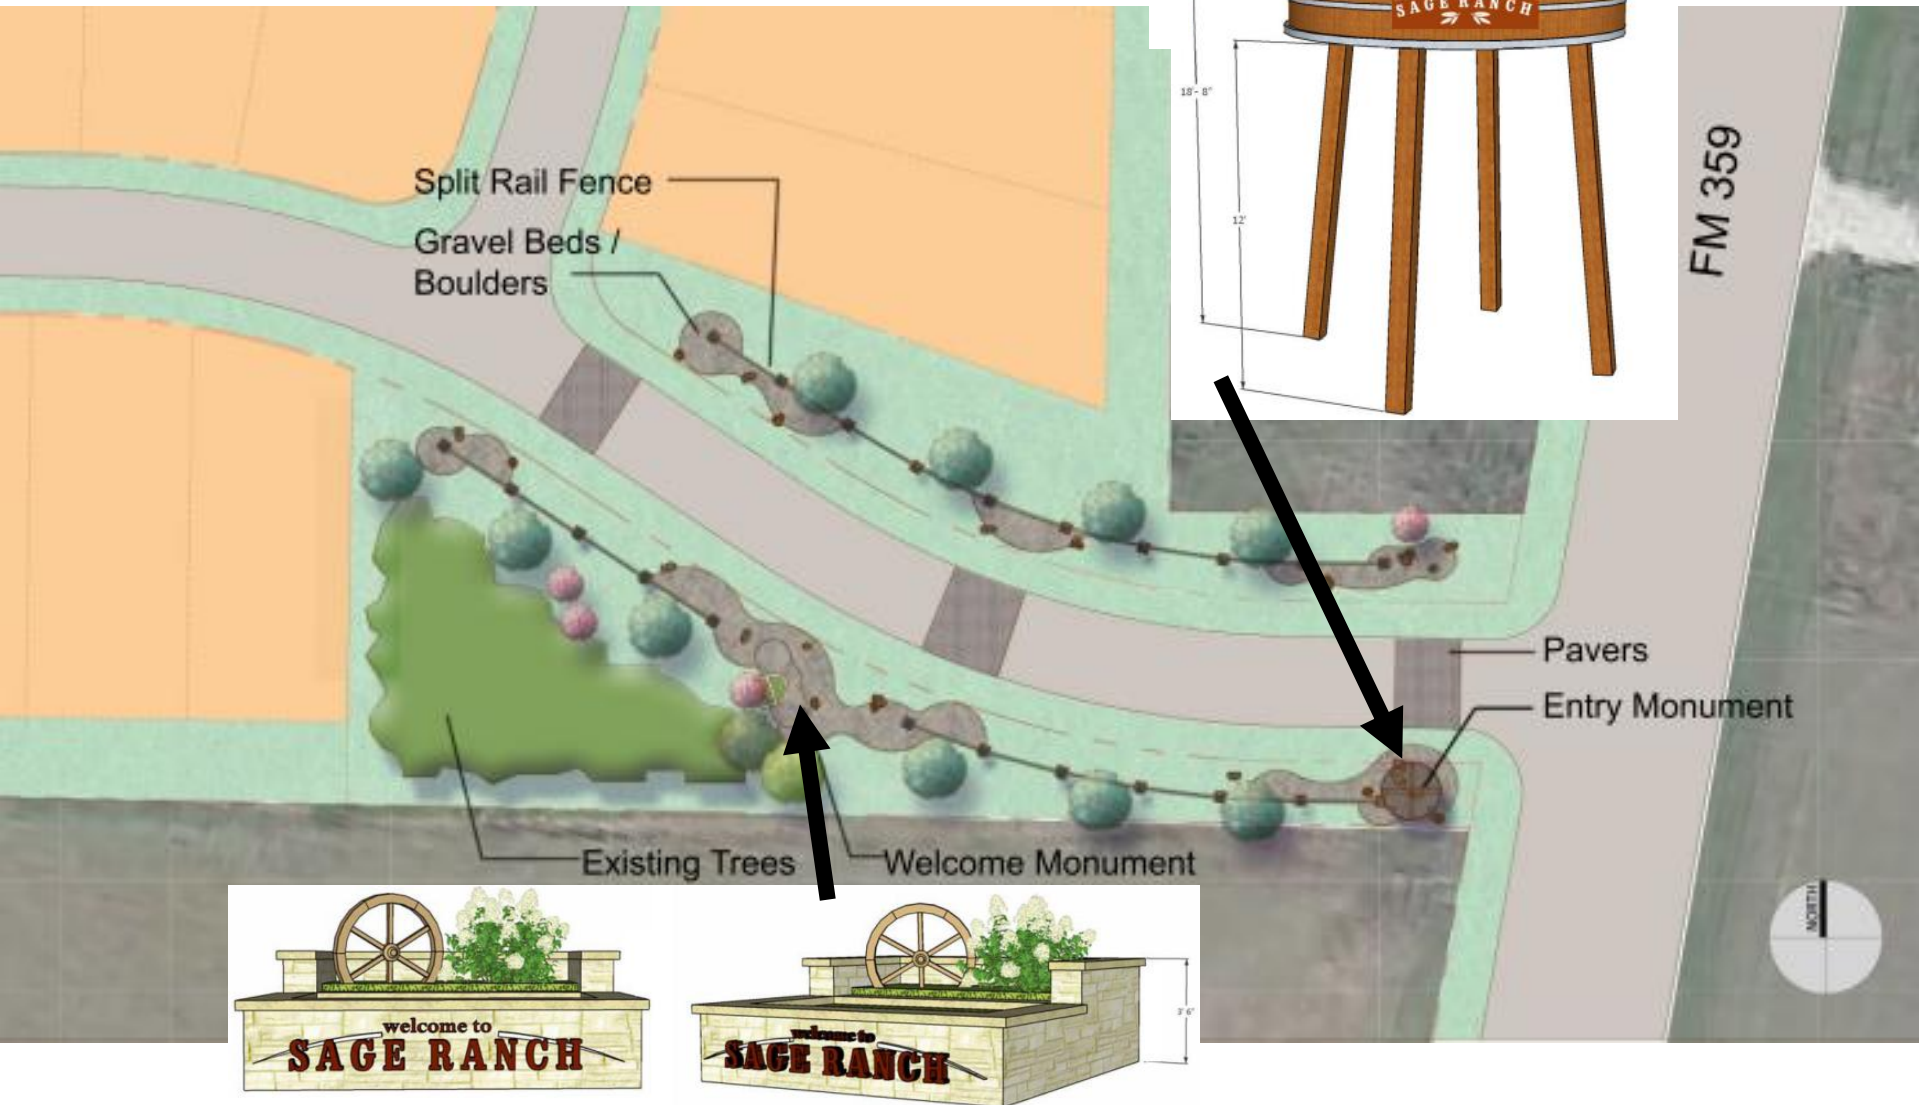 SAGE RANCH
18'- 8"
12'
FM 359
Split Rail Fence
Gravel Beds /
Boulders
Pavers
Entry Monument
Existing Trees
Welcome Monument
NORTH
welcome to
SAGE RANCH
welcome to
SAGE RANCH
3' 6"